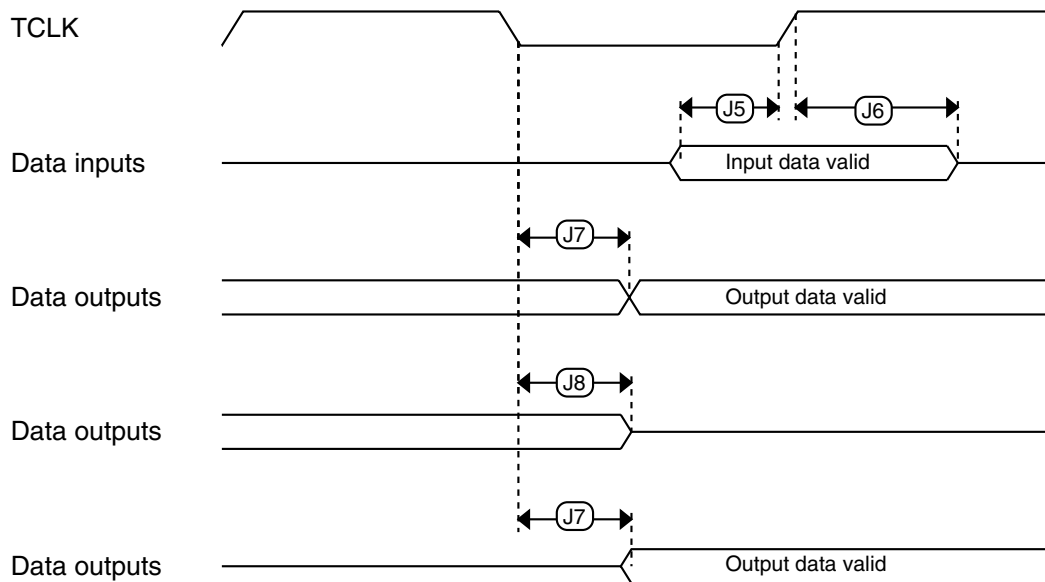 TCLK
J5
J6
Data inputs
Input data valid
J7
Data outputs
Output data valid
J8
Data outputs
J7
Data outputs
Output data valid